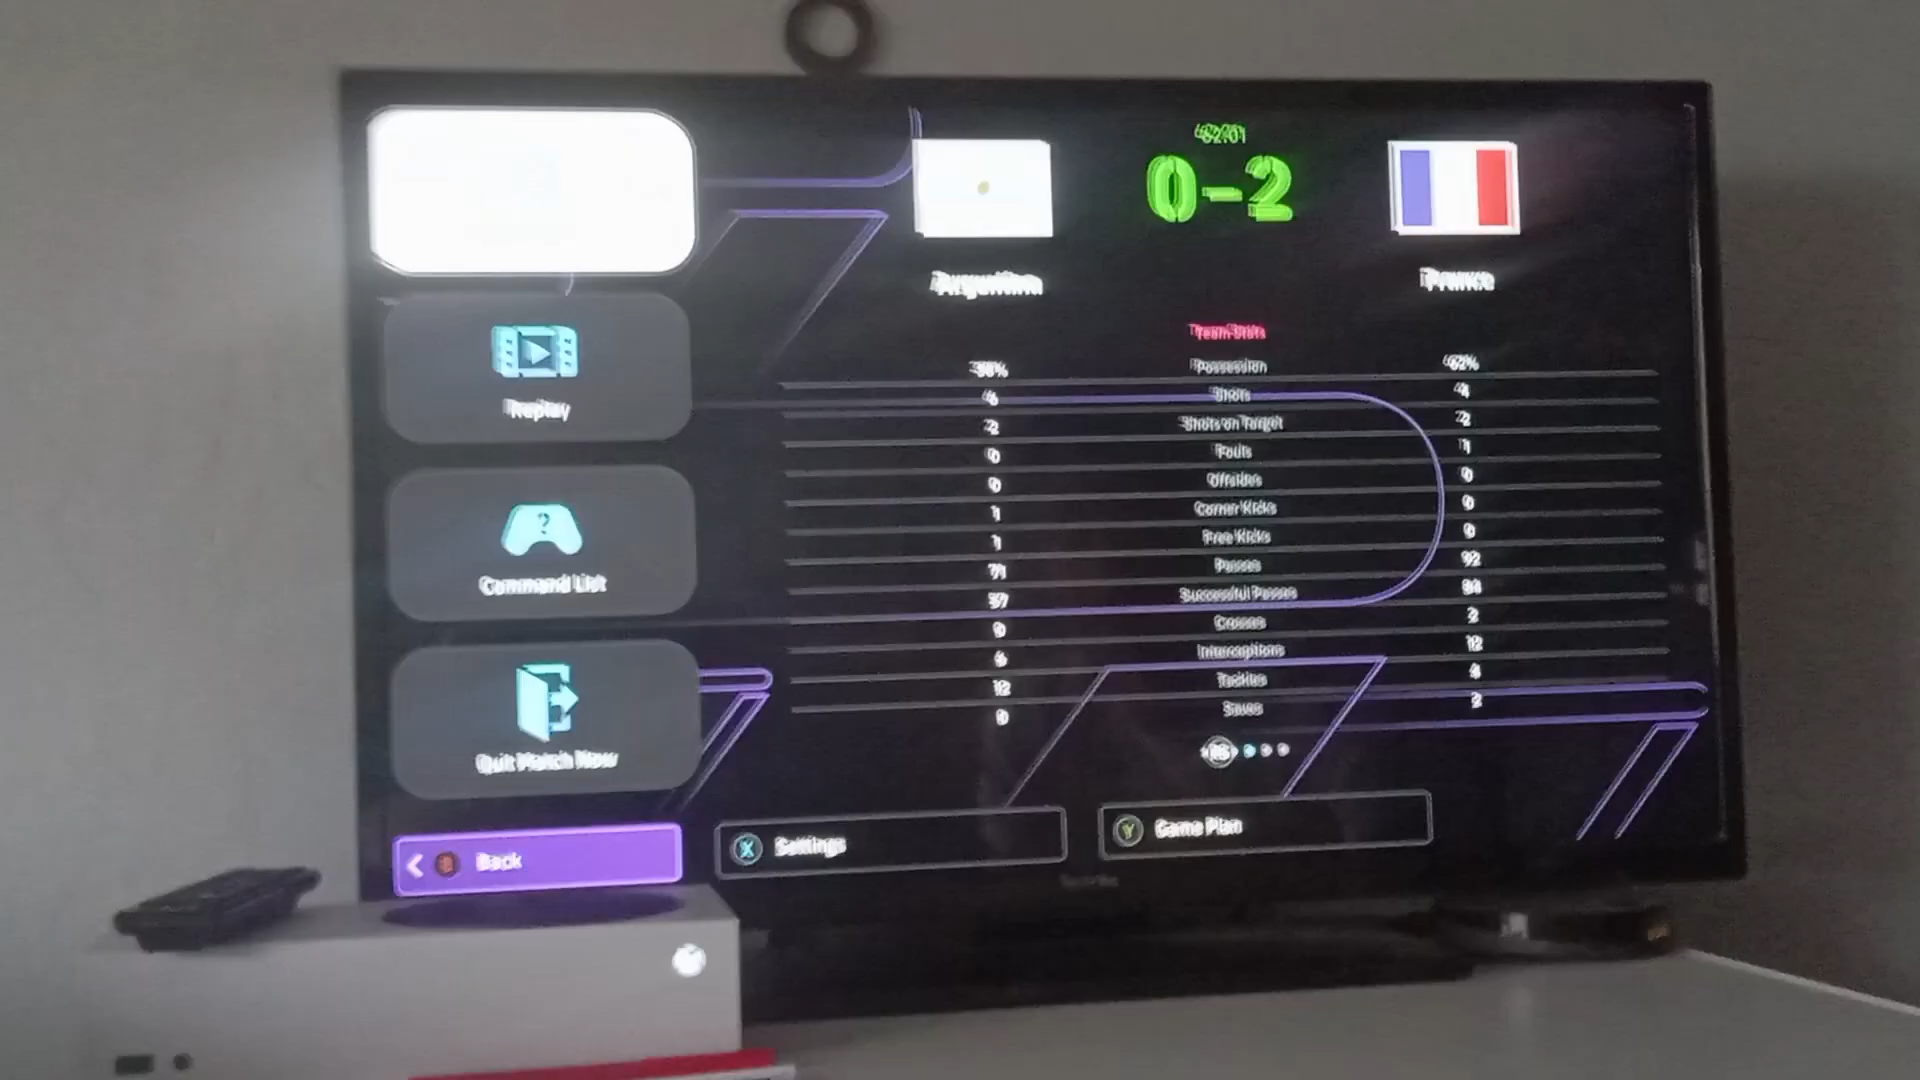 62:01
0-2
Argentina
France
Team Stats
38% Possession 62%
6 Shots 4
2 Shots on Target 2
0 Fouls 1
0 Offsides 0
1 Corner Kicks 0
1 Free Kicks 0
71 Passes 92
57 Successful Passes 84
0 Crosses 2
6 Interceptions 12
12 Tackles 4
0 Saves 2
RS
Replay
?
Command List
Quit Match Now
Back
X Settings
Y Game Plan